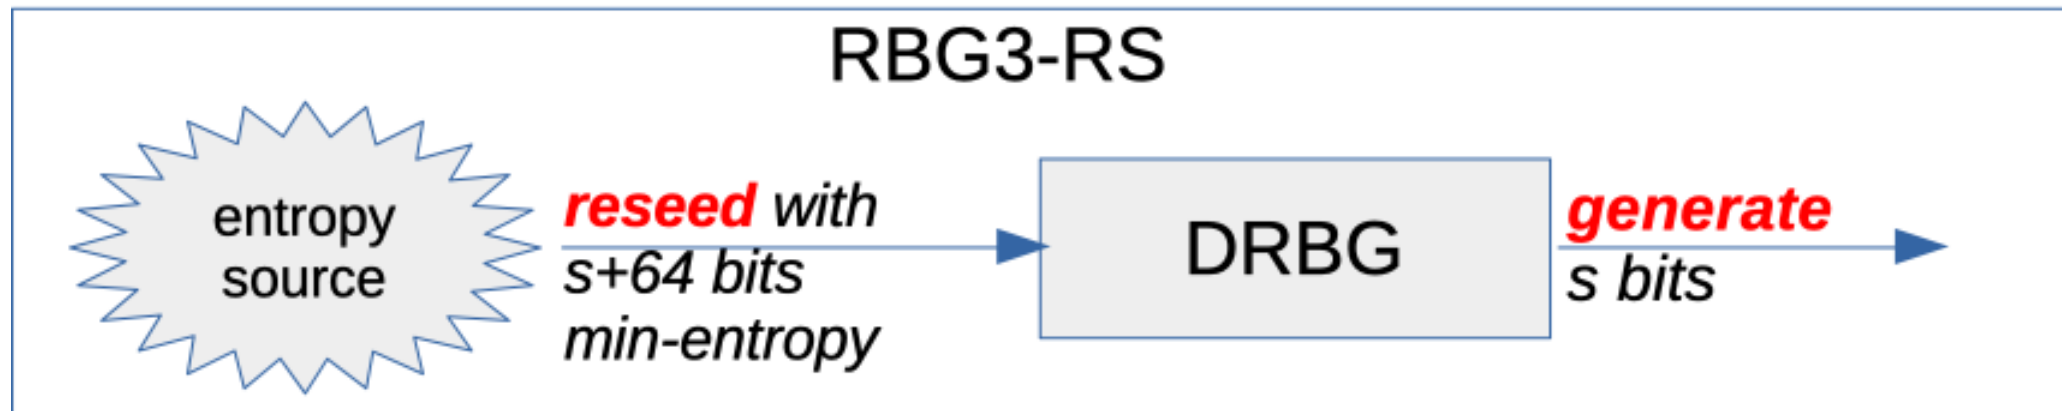 RBG3-RS
entropy
source
reseed with
s+64 bits
min-entropy
DRBG
generate
s bits